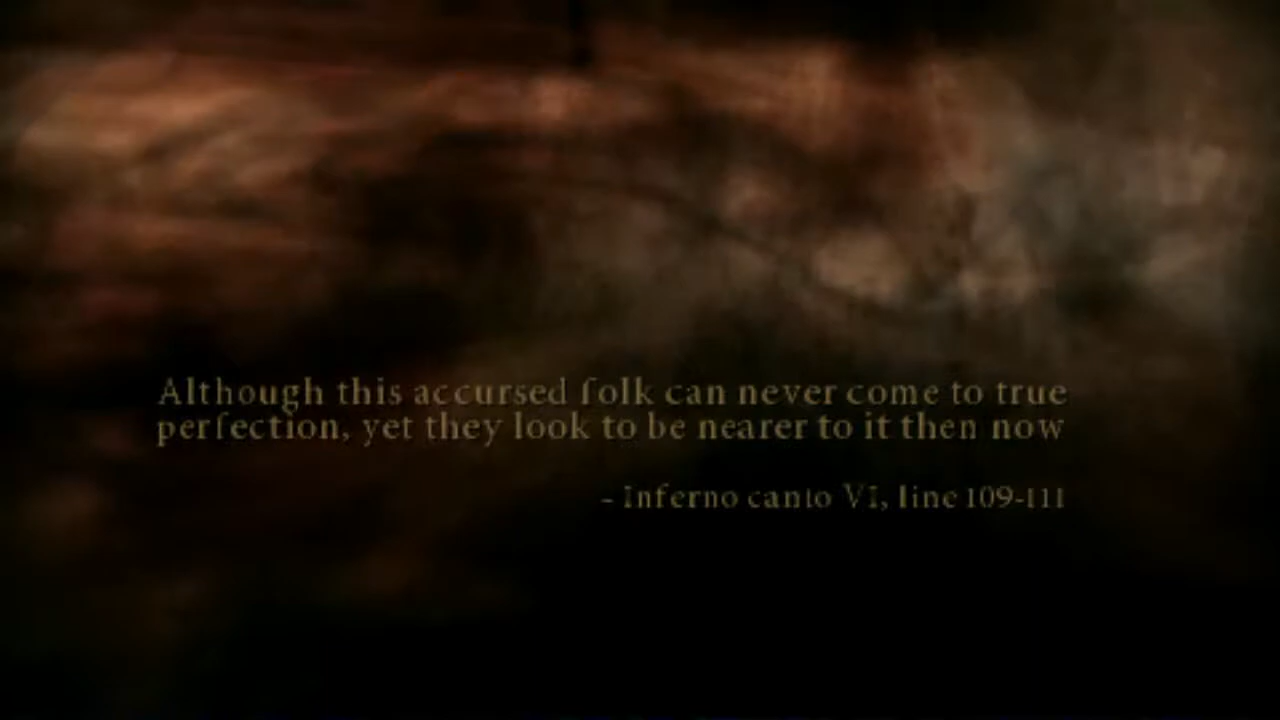 Although this accursed folk can never come to true
perfection, yet they look to be nearer to it then now
- Inferno canto VI, line 109-111